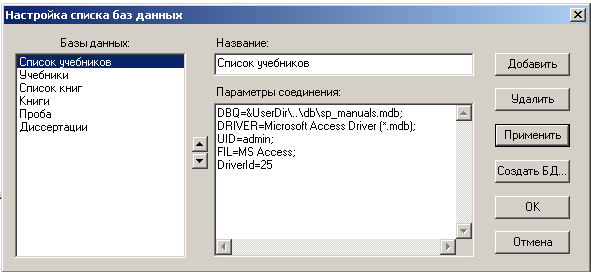 Настройка списка баз данных
Базы данных:
Список учебников
Учебники
Список книг
Книги
Проба
Диссертации
Название:
Список учебников
Параметры соединения:
DBQ=&UserDir\..\db\sp_manuals.mdb;
DRIVER=Microsoft Access Driver (*.mdb);
UID=admin;
FIL=MS Access;
DriverId=25
Добавить
Удалить
Применить
Создать БД...
OK
Отмена